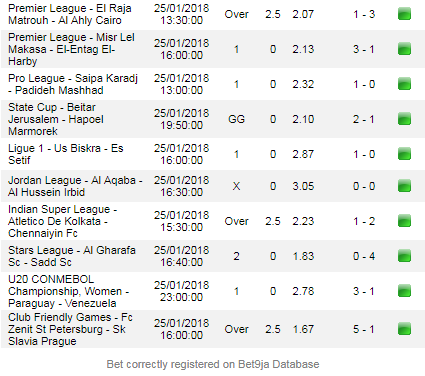 Premier League - El Raja Matrouh - Al Ahly Cairo 25/01/2018 13:30:00 Over 2.5 2.07 1 - 3
Premier League - Misr Lel Makasa - El-Entag El-Harby 25/01/2018 16:00:00 1 0 2.13 3 - 1
Pro League - Saipa Karadj - Padideh Mashhad 25/01/2018 13:00:00 1 0 2.32 1 - 0
State Cup - Beitar Jerusalem - Hapoel Marmorek 25/01/2018 19:50:00 GG 0 2.10 2 - 1
Ligue 1 - Us Biskra - Es Setif 25/01/2018 16:00:00 1 0 2.87 1 - 0
Jordan League - Al Aqaba - Al Hussein Irbid 25/01/2018 16:30:00 X 0 3.05 0 - 0
Indian Super League - Atletico De Kolkata - Chennaiyin Fc 25/01/2018 15:30:00 Over 2.5 2.23 1 - 2
Stars League - Al Gharafa Sc - Sadd Sc 25/01/2018 16:40:00 2 0 1.83 0 - 4
U20 CONMEBOL Championship, Women - Paraguay - Venezuela 25/01/2018 23:00:00 1 0 2.78 3 - 1
Club Friendly Games - Fc Zenit St Petersburg - Sk Slavia Prague 25/01/2018 16:00:00 Over 2.5 1.67 5 - 1
Bet correctly registered on Bet9ja Database